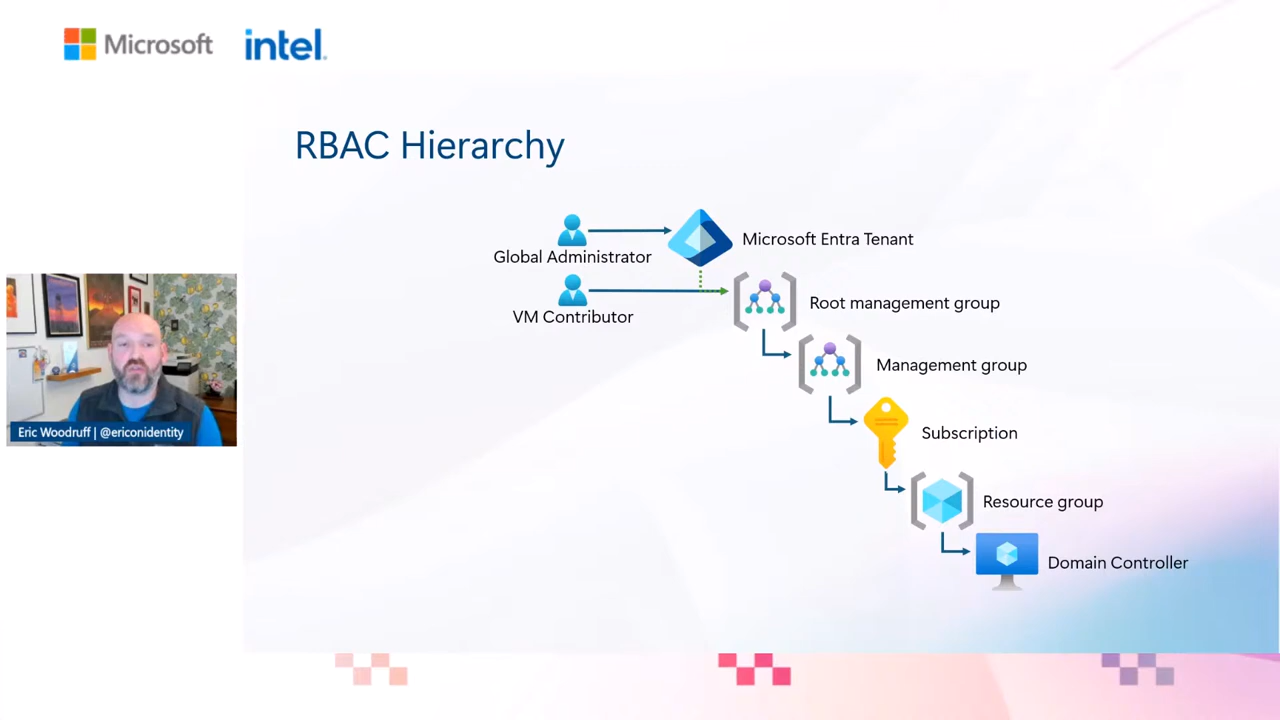 Microsoft
intel.
RBAC Hierarchy
Global Administrator
Microsoft Entra Tenant
VM Contributor
Root management group
Management group
Subscription
Resource group
Domain Controller
Eric Woodruff | @ericonidentity